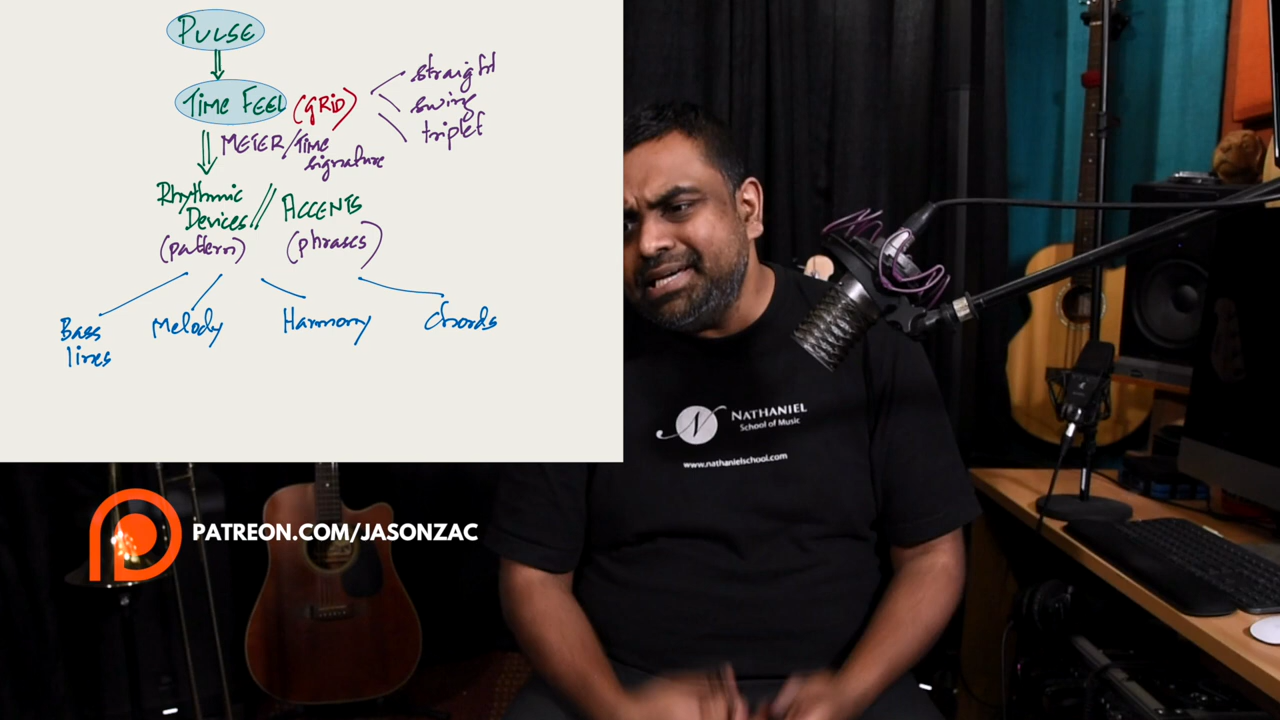 PULSE
TIME FEEL (GRID)
straight
swing
triplet
METER/Time
signature
Rhythmic
Devices // ACCENTS
(pattern) (phrases)
Bass
lines
Melody
Harmony
Chords
NATHANIEL
School of Music
www.nathanielschool.com
PATREON.COM/JASONZAC